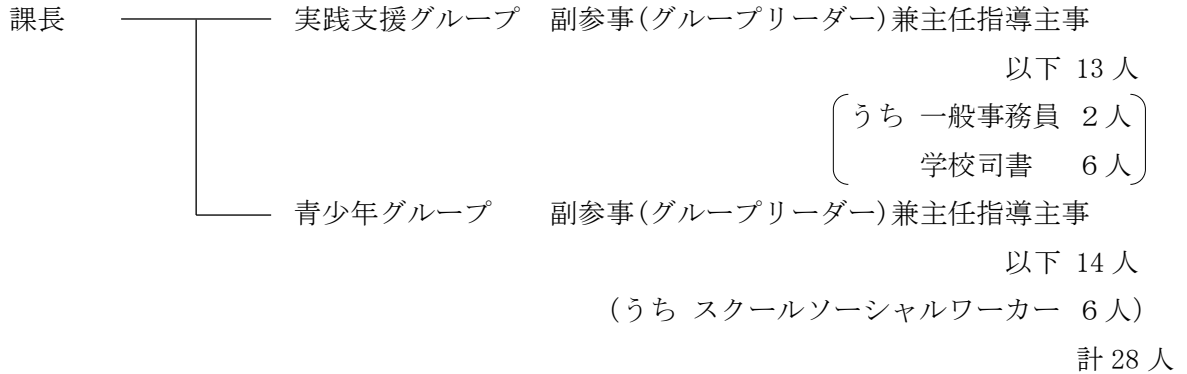 課長 実践支援グループ 副参事(グループリーダー)兼主任指導主事
以下 13 人
うち 一般事務員 2人
学校司書 6人
青少年グループ 副参事(グループリーダー)兼主任指導主事
以下 14 人
(うち スクールソーシャルワーカー 6人)
計 28 人